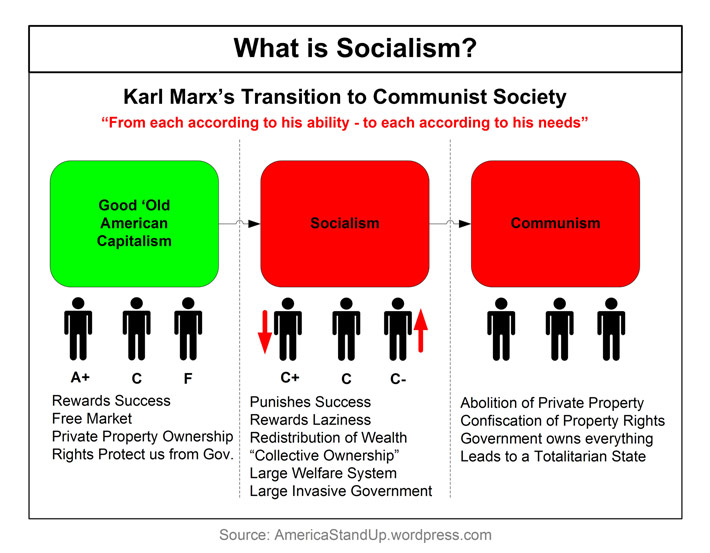 What is Socialism?
Karl Marx's Transition to Communist Society
“From each according to his ability - to each according to his needs”
Good ‘Old
American
Capitalism
Socialism
Communism
A+ C F
C+ C C-
Rewards Success
Free Market
Private Property Ownership
Rights Protect us from Gov.
Punishes Success
Rewards Laziness
Redistribution of Wealth
“Collective Ownership”
Large Welfare System
Large Invasive Government
Abolition of Private Property
Confiscation of Property Rights
Government owns everything
Leads to a Totalitarian State
Source: AmericaStandUp.wordpress.com